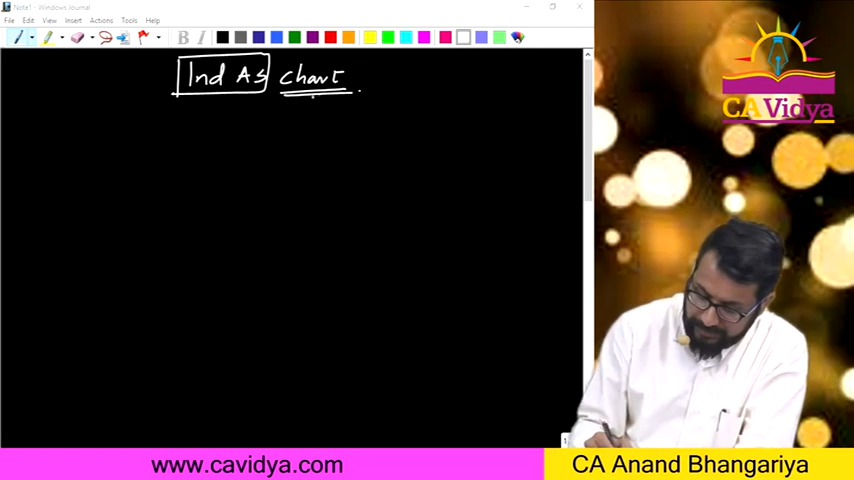 Note1 - Windows Journal
File Edit View Insert Actions Tools Help
B I
Ind AS Chart
1
CA Vidya
www.cavidya.com
CA Anand Bhangariya